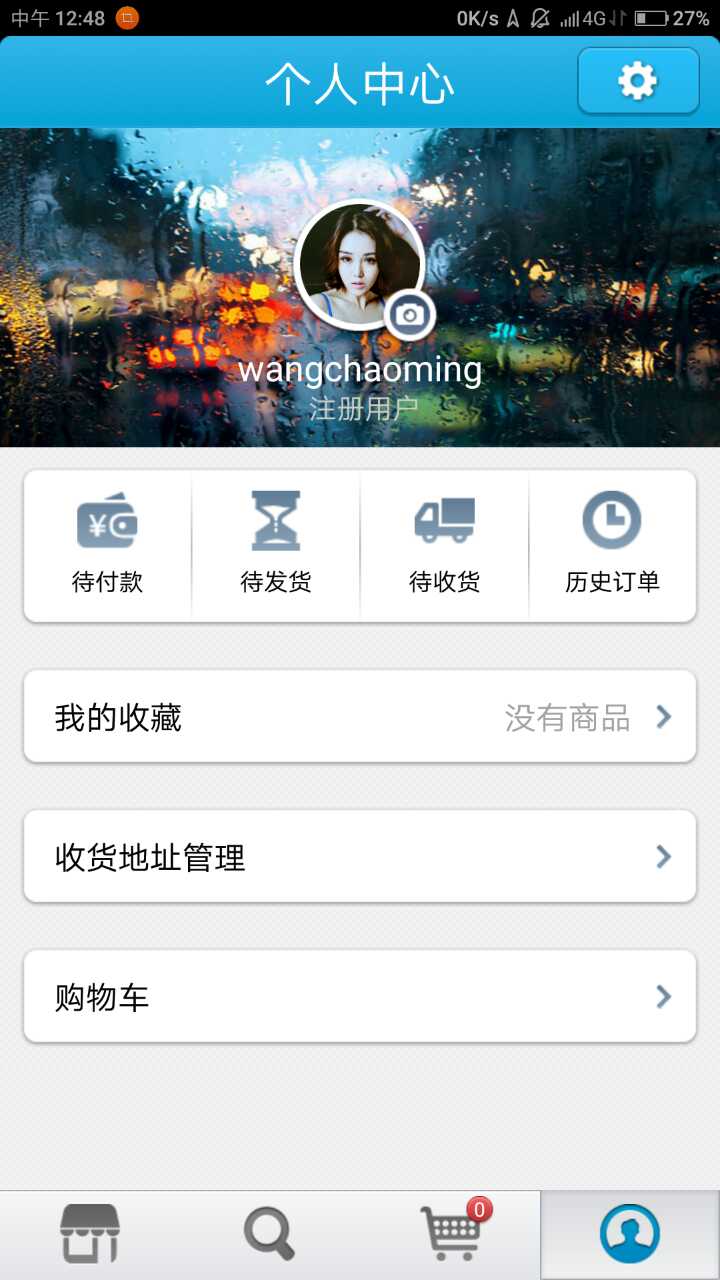 中午 12:48
0K/s 4G 27%
个人中心
wangchaoming
注册用户
¥
待付款 待发货 待收货 历史订单
我的收藏 没有商品
收货地址管理
购物车
0